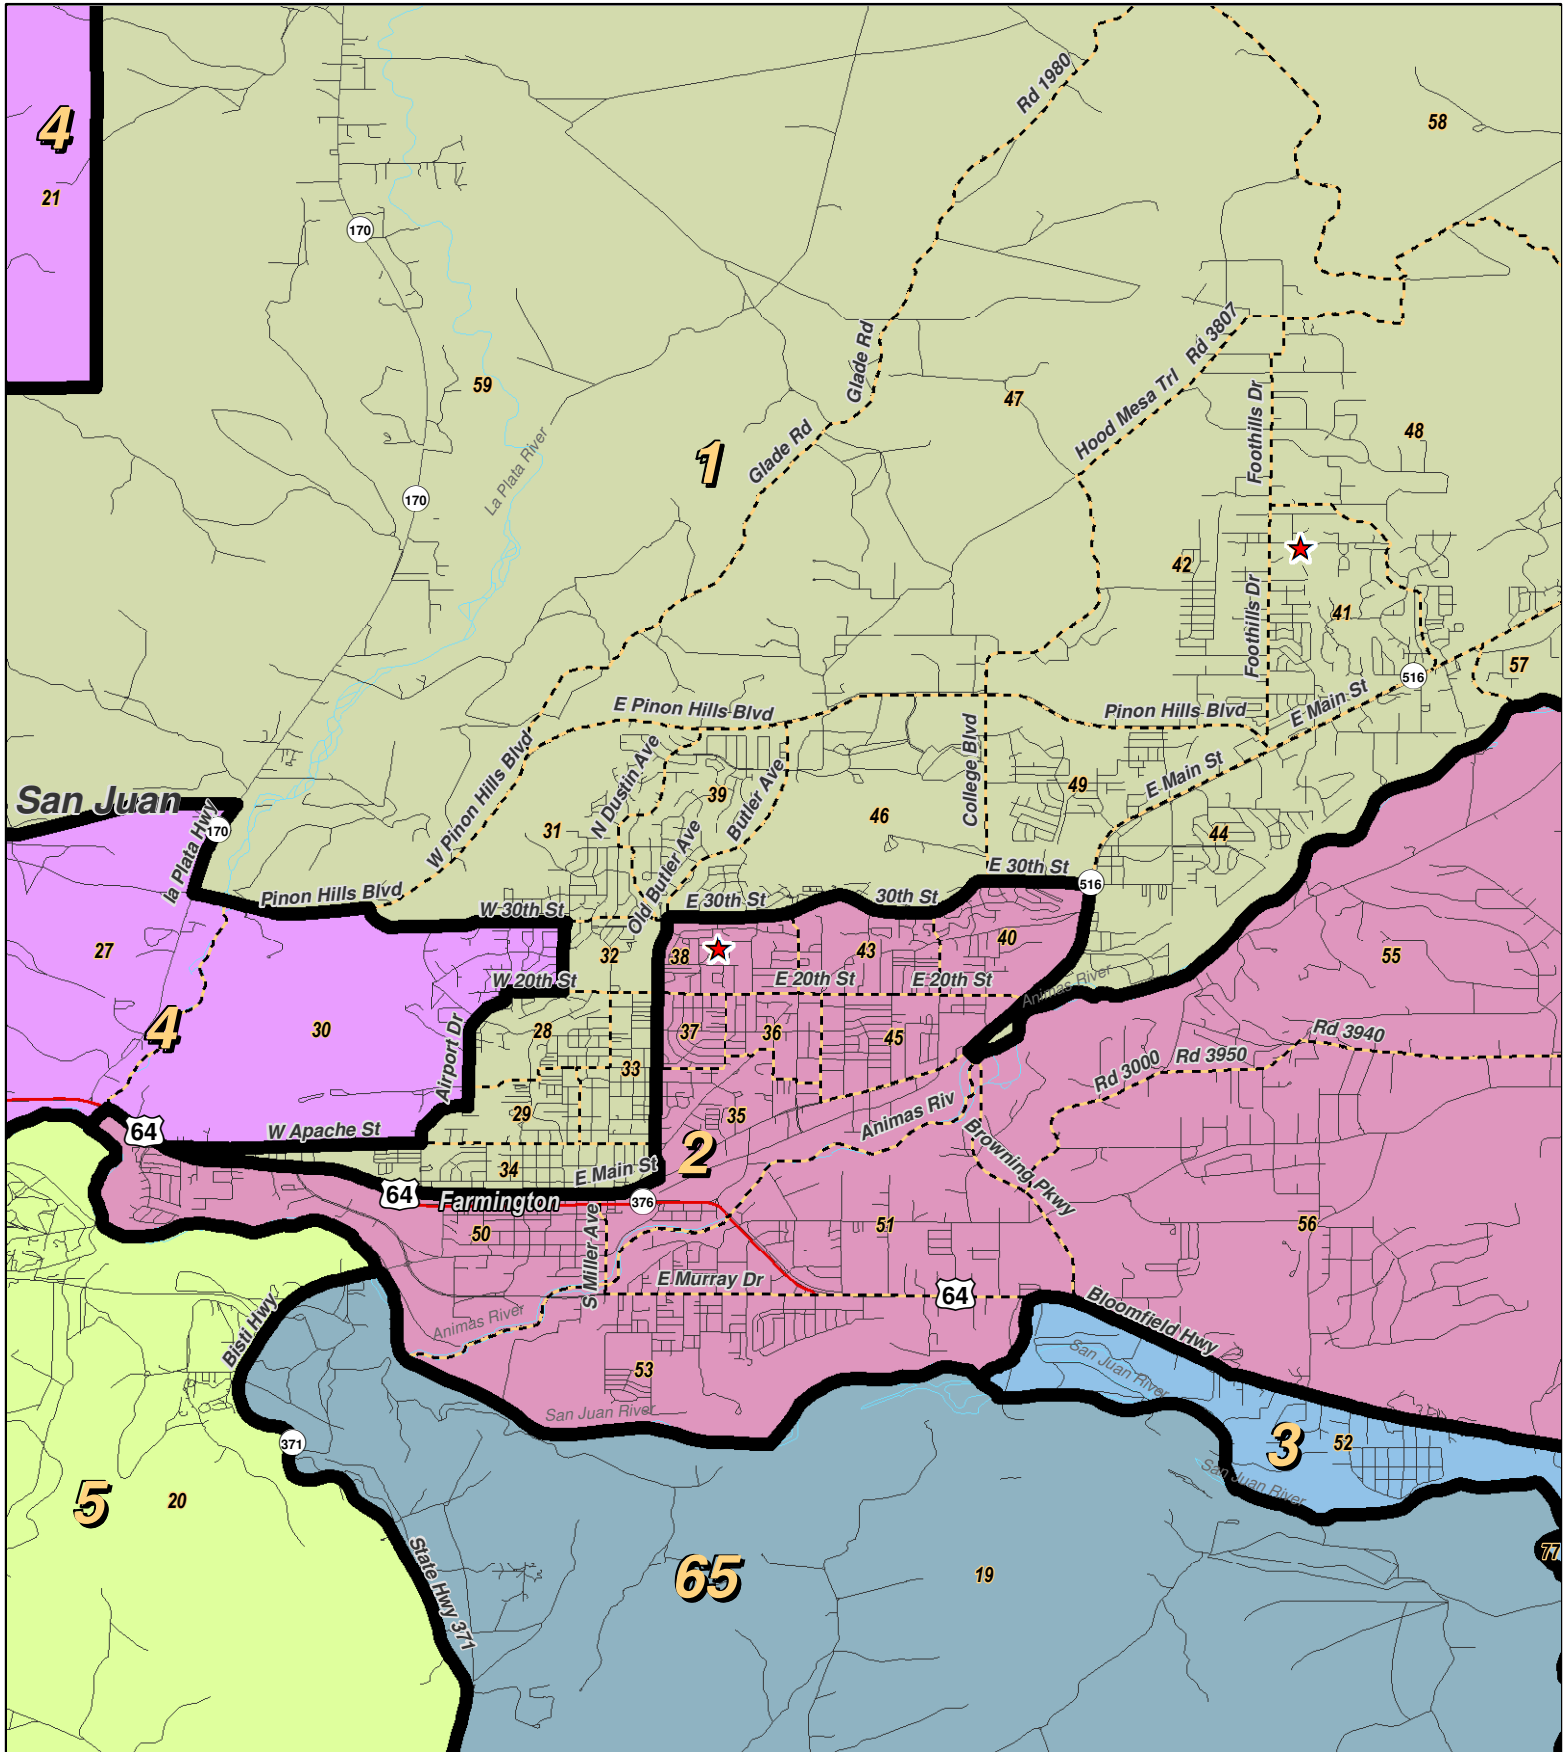 Rd 1980
58
4
21
170
Rd 3807
Glade Rd
59
47
Hood Mesa Trl
Foothills Dr
48
1
Glade Rd
La Plata River
170
42
Foothills Dr
41
57
516
E Pinon Hills Blvd
Pinon Hills Blvd
E Main St
W Pinon Hills Blvd
N Dustin Ave
39
Butler Ave
College Blvd
49
E Main St
San Juan
la Plata Hwy
170
31
46
44
Old Butler Ave
E 30th St
516
Pinon Hills Blvd
W 30th St
E 30th St
30th St
27
32
38
43
40
55
W 20th St
E 20th St
E 20th St
Animas River
4
30
Airport Dr
28
33
37
36
45
Rd 3940
Rd 3950
Rd 3000
29
35
Animas Riv
Browning Pkwy
64
W Apache St
34
E Main St
2
64
Farmington
376
50
S Miller Ave
51
56
E Murray Dr
64
Bloomfield Hwy
Animas River
Bisti Hwy
53
San Juan River
San Juan River
371
3
52
San Juan River
5
20
State Hwy 371
65
19
77